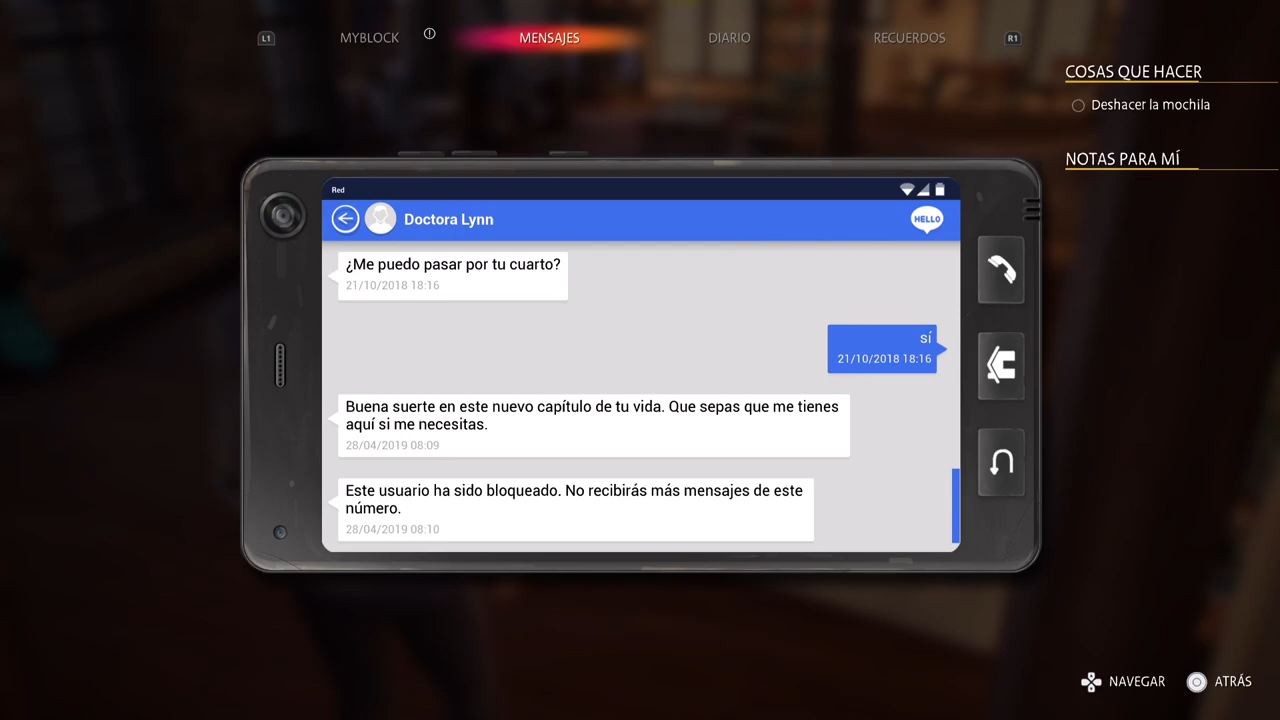 L1
MYBLOCK
MENSAJES
DIARIO
RECUERDOS
R1
COSAS QUE HACER
Deshacer la mochila
NOTAS PARA MÍ
Red
Doctora Lynn
HELLO
¿Me puedo pasar por tu cuarto?
21/10/2018 18:16
sí
21/10/2018 18:16
Buena suerte en este nuevo capítulo de tu vida. Que sepas que me tienes
aquí si me necesitas.
28/04/2019 08:09
Este usuario ha sido bloqueado. No recibirás más mensajes de este
número.
28/04/2019 08:10
NAVEGAR
ATRÁS